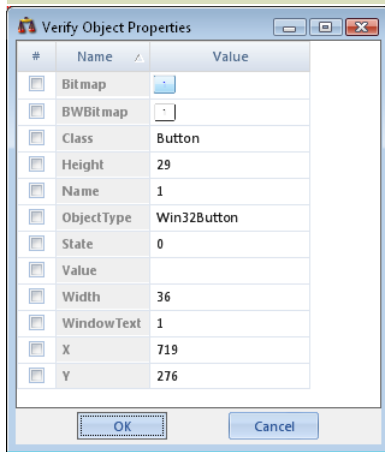 Verify Object Properties
# Name Value
Bitmap
BWBitmap
Class Button
Height 29
Name 1
ObjectType Win32Button
State 0
Value
Width 36
WindowText 1
X 719
Y 276
OK Cancel